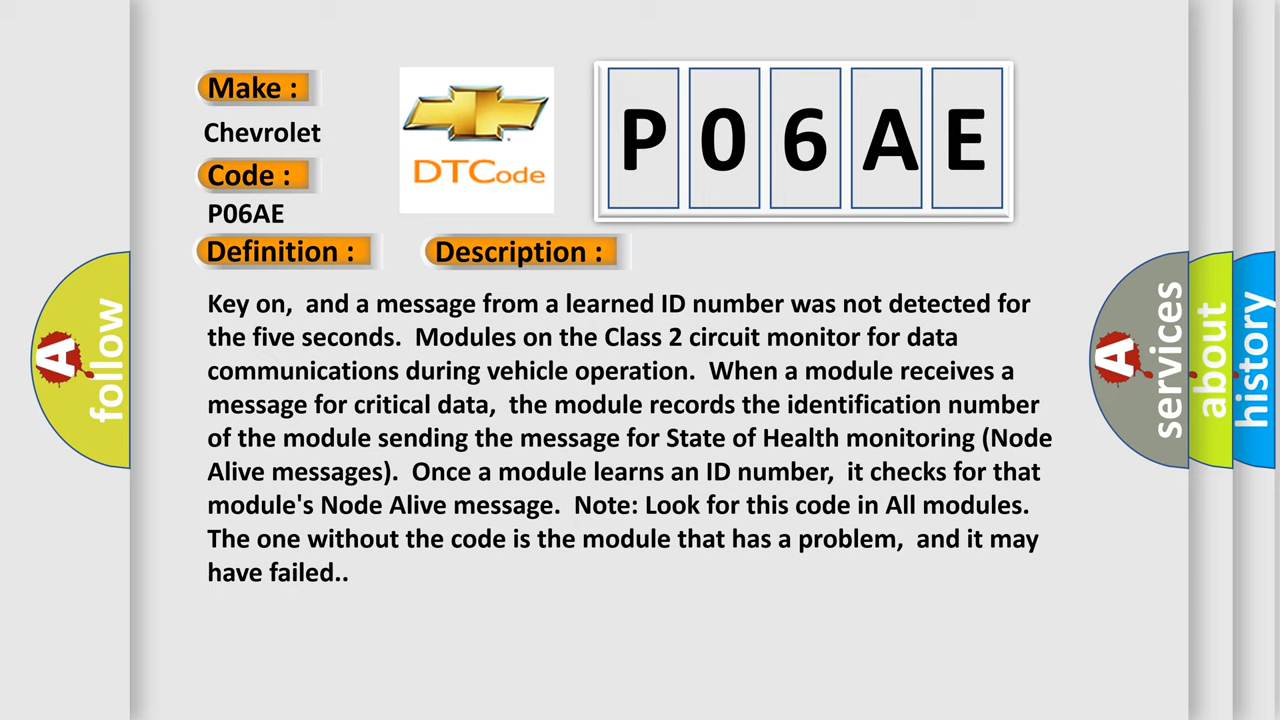 Make :
Chevrolet
Code :
P06AE
DTCode
P06AE
Definition :
Description :
Key on, and a message from a learned ID number was not detected for
the five seconds Modules on the Class 2 circuit monitor for data
communications during vehicle operation. When a module receives a
message for critical data, the module records the identification number
of the module sending the message for State of Health monitoring (Node
Alive messages). Once a module learns an ID number, it checks for that
module's Node Alive message. Note: Look for this code in All modules.
The one without the code is the module that has a problem, and it may
have failed..
A follow
A services
about
history